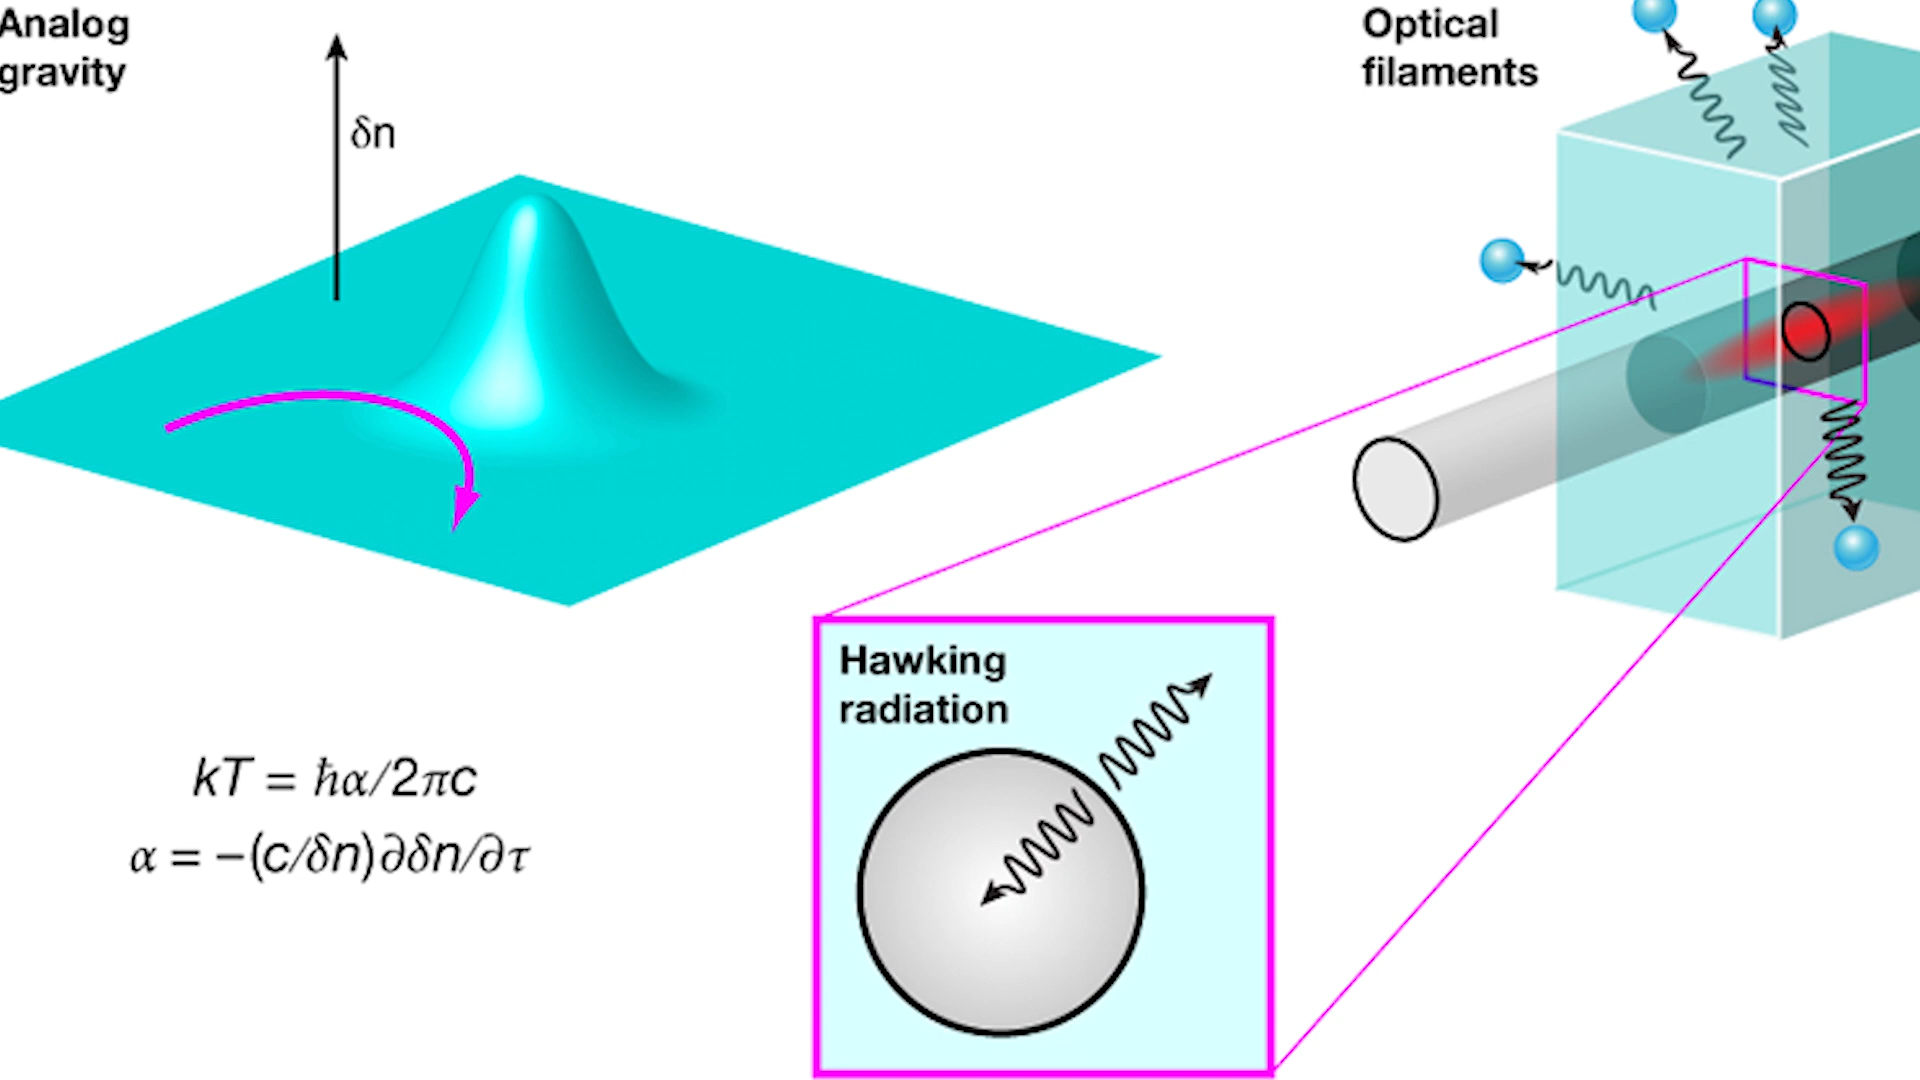 Analog
gravity
δn
Optical
filaments
Hawking
radiation
kT = ħα/2πc
α = −(c/δn)∂δn/∂τ